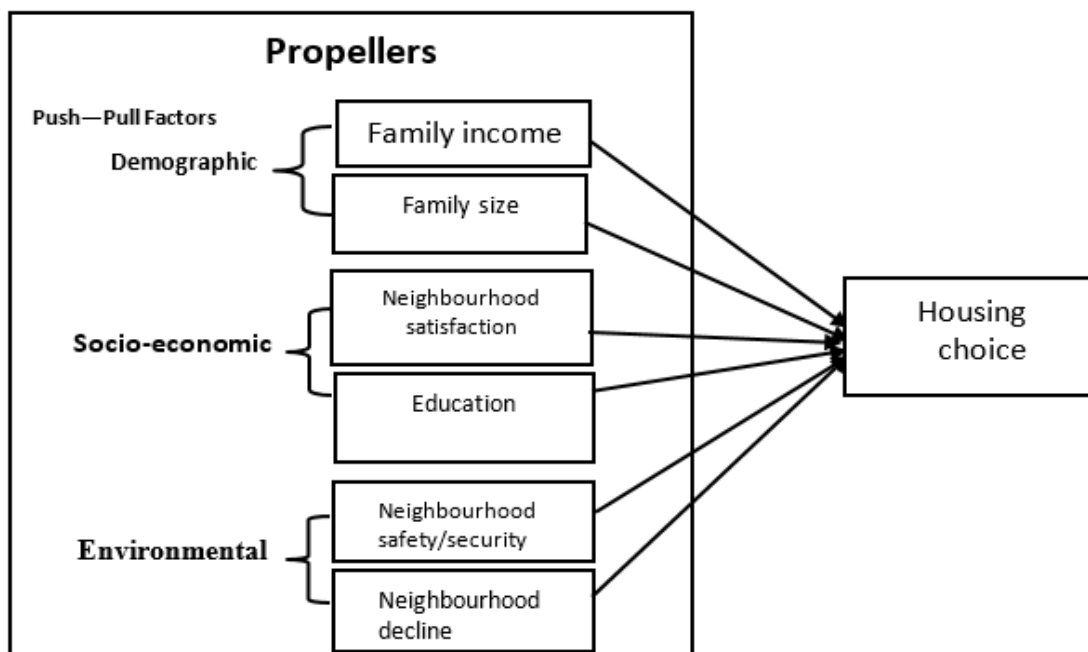 Propellers
Push—Pull Factors
Demographic
Family income
Family size
Socio-economic
Neighbourhood
satisfaction
Education
Environmental
Neighbourhood
safety/security
Neighbourhood
decline
Housing
choice